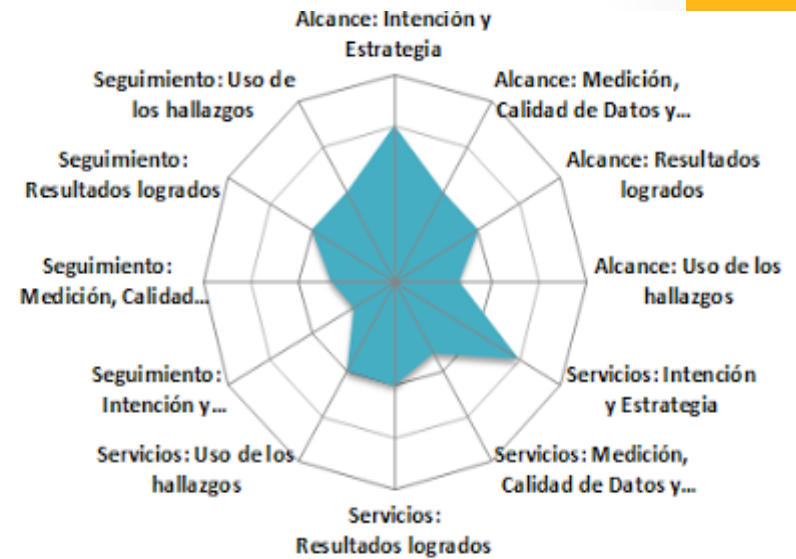 Alcance: Intención y
Estrategia
Alcance: Medición,
Calidad de Datos y...
Alcance: Resultados
logrados
Alcance: Uso de los
hallazgos
Servicios: Intención
y Estrategia
Servicios: Medición,
Calidad de Datos y...
Servicios:
Resultados logrados
Servicios: Uso de los
hallazgos
Seguimiento:
Intención y...
Seguimiento:
Medición, Calidad...
Seguimiento:
Resultados logrados
Seguimiento: Uso de
los hallazgos